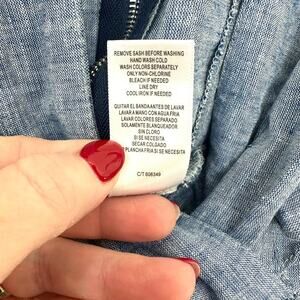 REMOVE SASH BEFORE WASHING
HAND WASH COLD
WASH COLORS SEPARATELY
ONLY NON-CHLORINE
BLEACH IF NEEDED
LINE DRY
COOL IRON IF NEEDED
QUITAR EL BANDAANTES DE LAVAR
LAVAR A MANO CON AGUA FRIA
LAVAR COLORES SEPARADO
SOLAMENTE BLANQUEADOR
SIN CLORO
SI SE NECESITA
SECAR COLGADO
PLANCHA FRIA SI SE NECESITA
C/T 608349